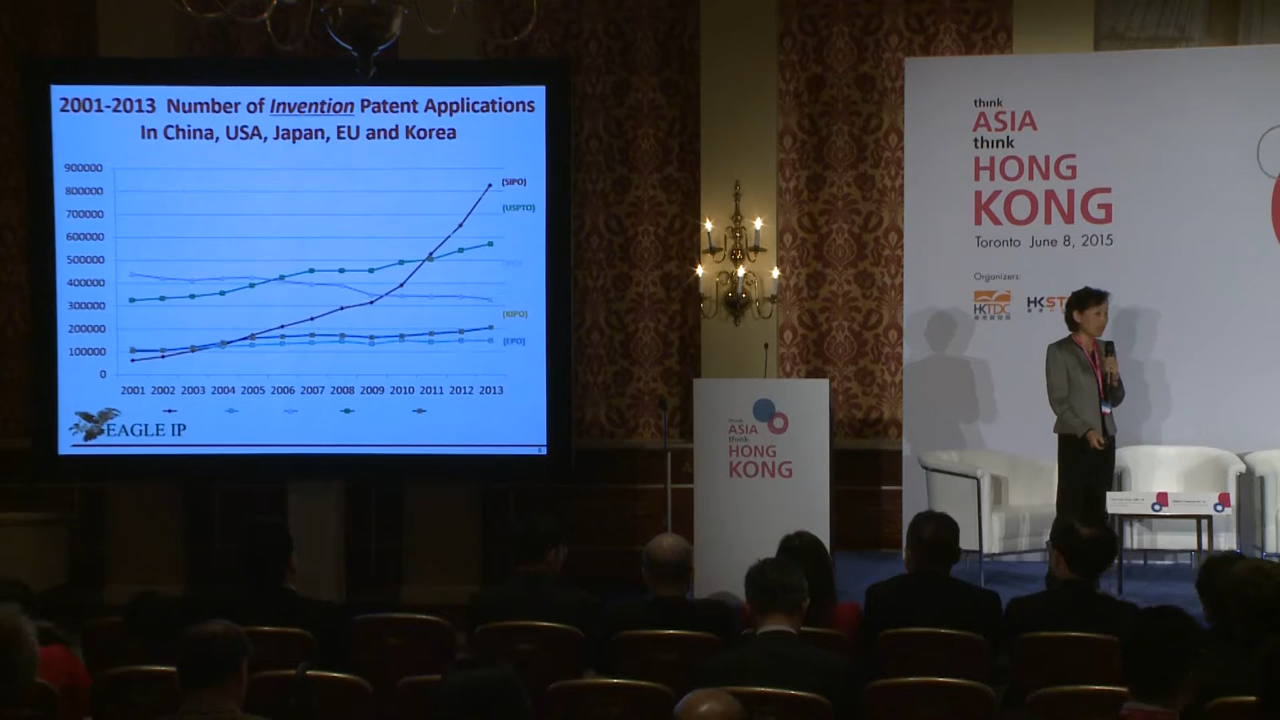 2001-2013 Number of Invention Patent Applications
In China, USA, Japan, EU and Korea
900000
800000
700000
600000
500000
400000
300000
200000
100000
0
(SIPO)
(USPTO)
(KIPO)
(EPO)
2001 2002 2003 2004 2005 2006 2007 2008 2009 2010 2011 2012 2013
EAGLE IP
think
ASIA
think
HONG
KONG
think
ASIA
think
HONG
KONG
Toronto June 8, 2015
Organizers:
HKTDC
HKST